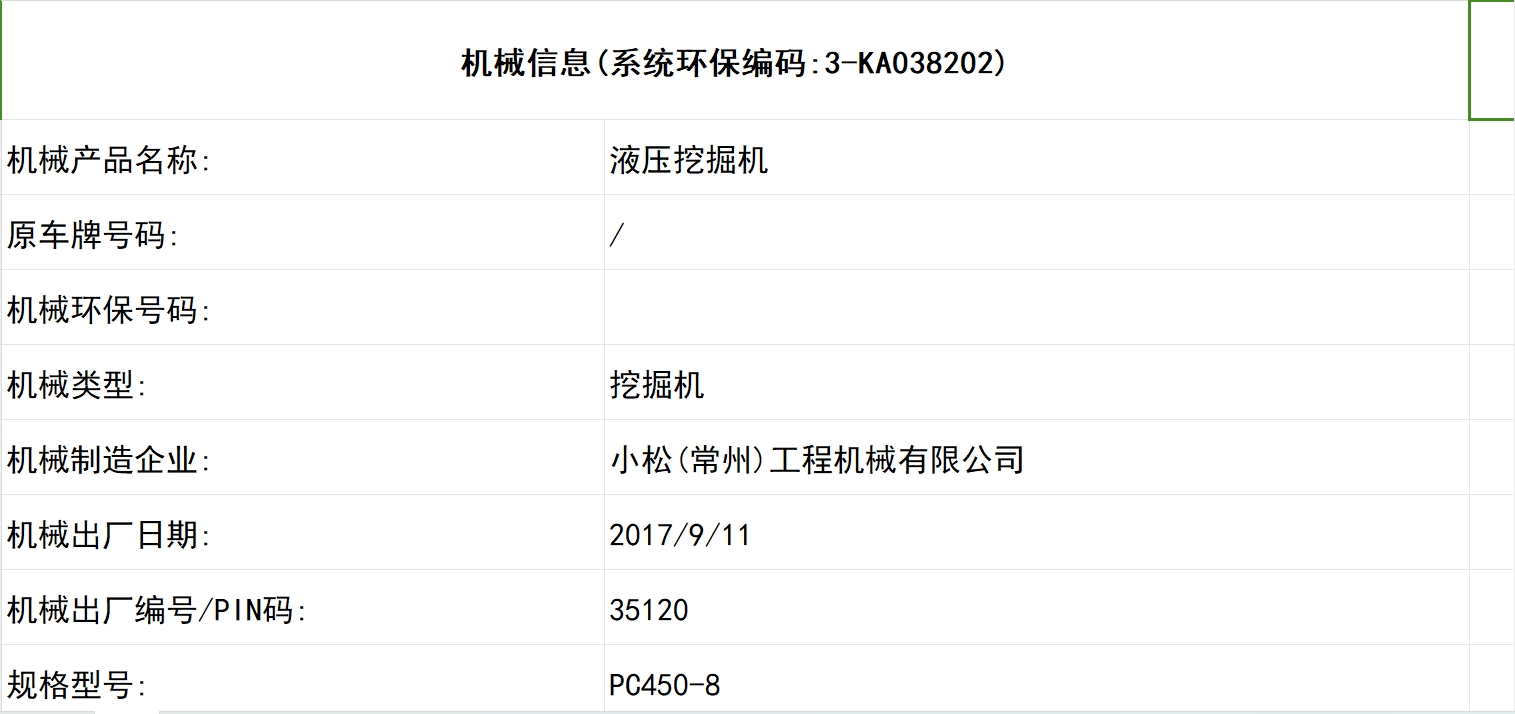 机械信息(系统环保编码:3-KA038202)
机械产品名称: 液压挖掘机
原车牌号码: /
机械环保号码:
机械类型: 挖掘机
机械制造企业: 小松(常州)工程机械有限公司
机械出厂日期: 2017/9/11
机械出厂编号/PIN码: 35120
规格型号: PC450-8